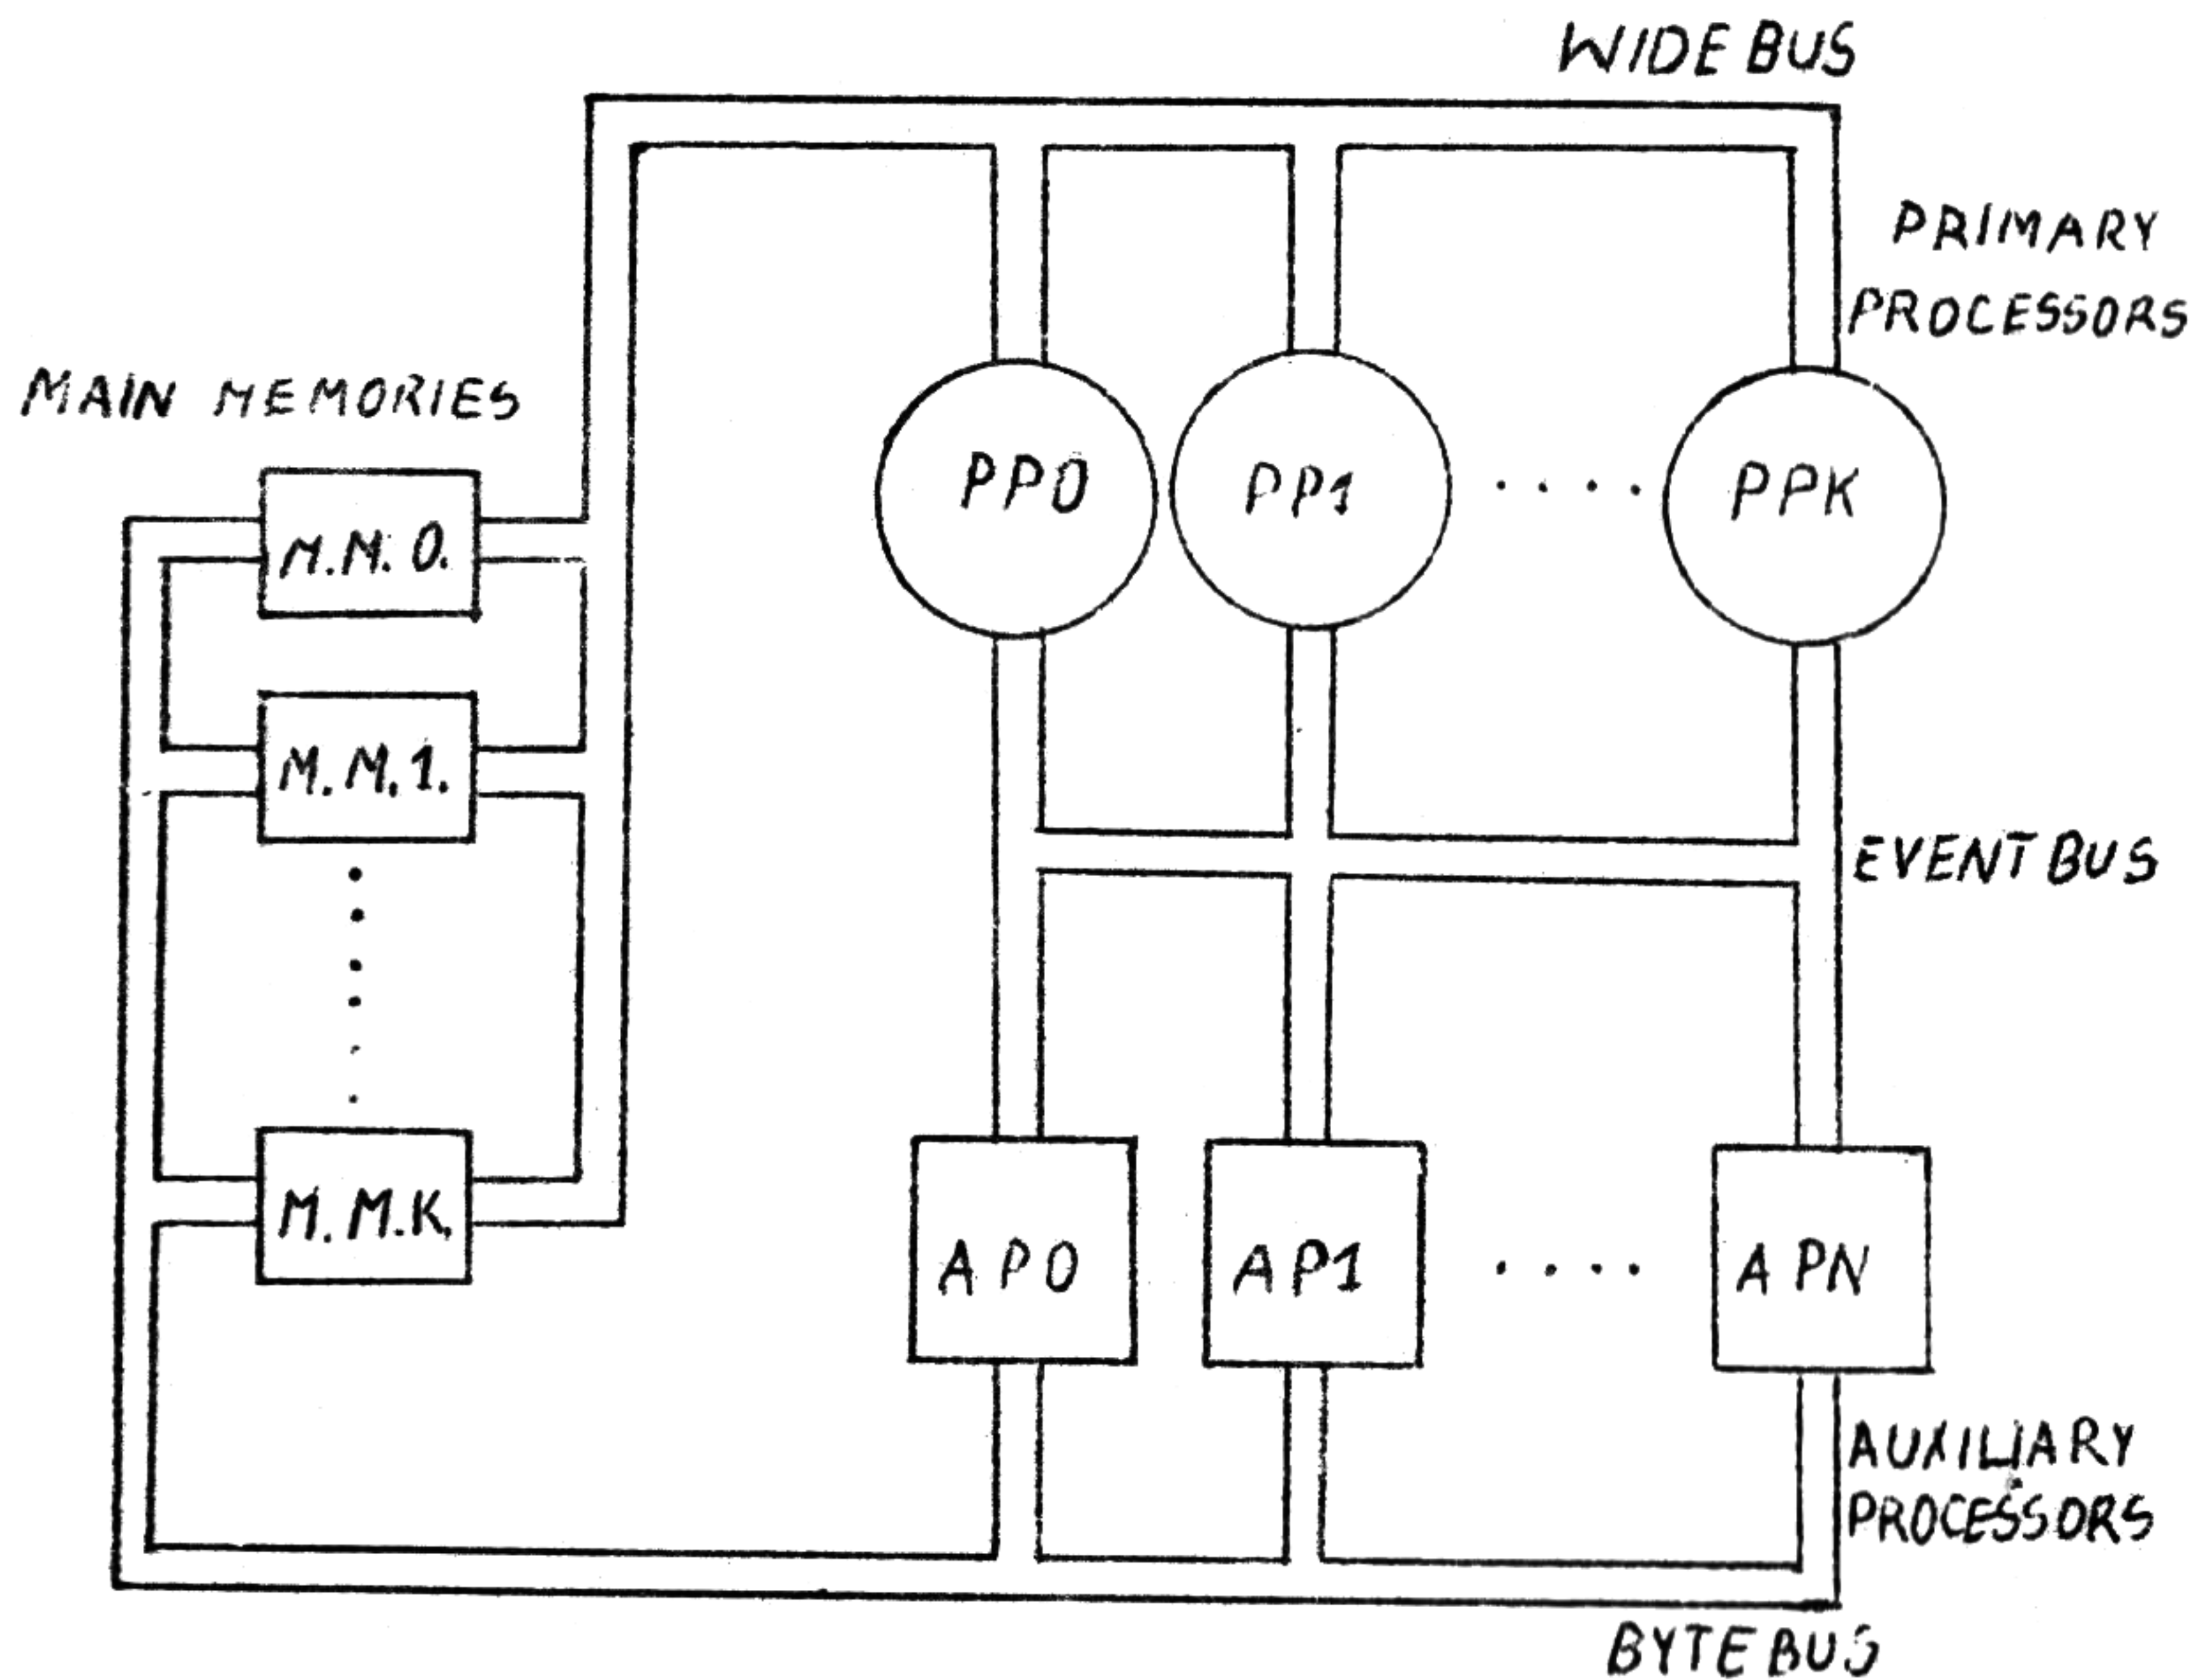 WIDE BUS
PRIMARY
PROCESSORS
MAIN MEMORIES
PP0 PP1 .... PPK
M.M.0.
M.M.1.
EVENT BUS
M.M.K.
AP0 AP1 .... APN
AUXILIARY
PROCESSORS
BYTE BUS